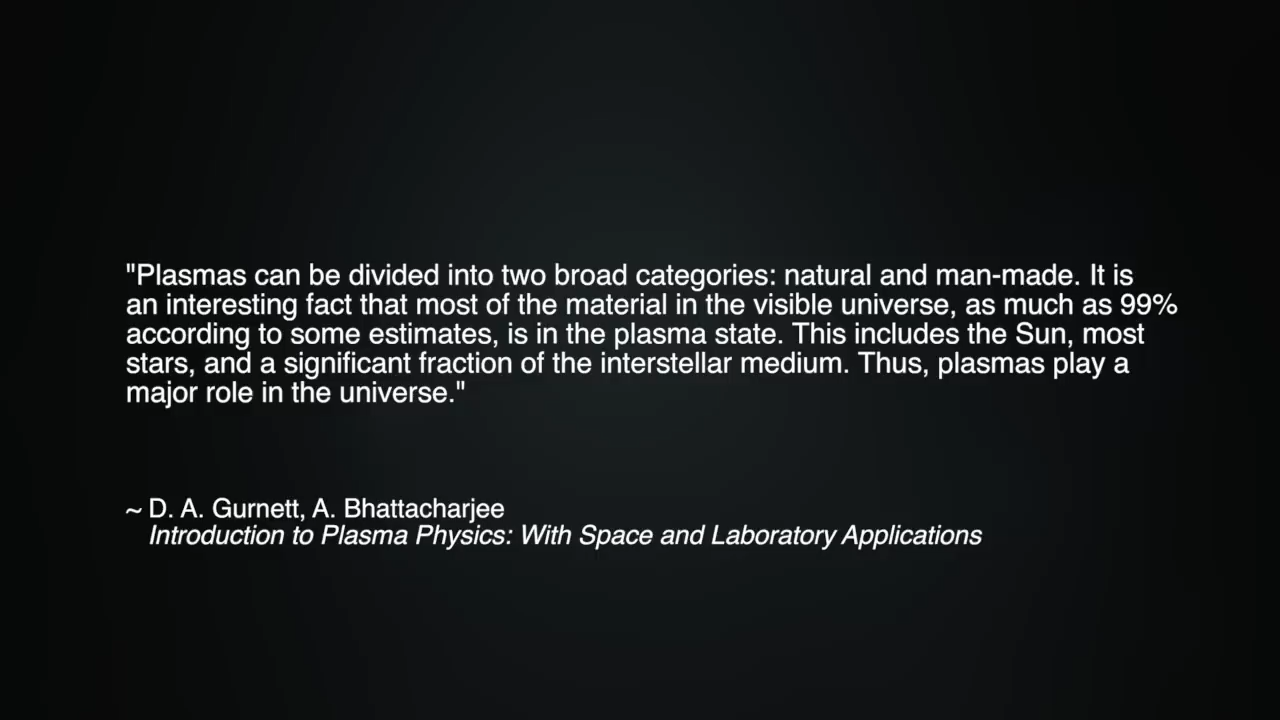 "Plasmas can be divided into two broad categories: natural and man-made. It is
an interesting fact that most of the material in the visible universe, as much as 99%
according to some estimates, is in the plasma state. This includes the Sun, most
stars, and a significant fraction of the interstellar medium. Thus, plasmas play a
major role in the universe."
~ D. A. Gurnett, A. Bhattacharjee
Introduction to Plasma Physics: With Space and Laboratory Applications